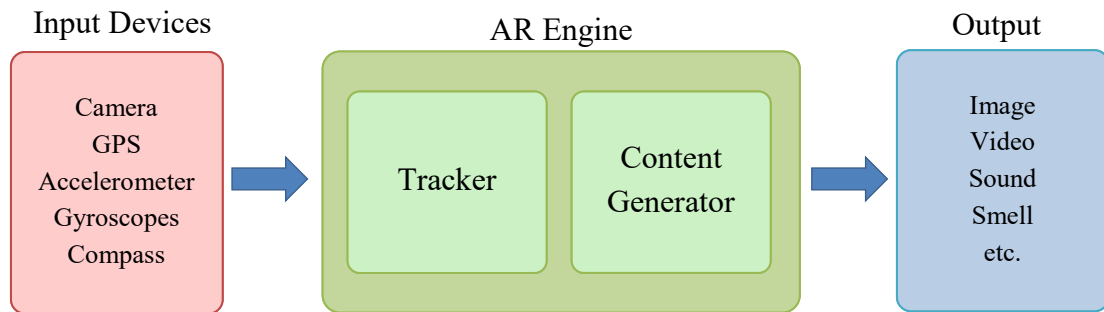 Input Devices
Camera
GPS
Accelerometer
Gyroscopes
Compass
AR Engine
Tracker
Content
Generator
Output
Image
Video
Sound
Smell
etc.